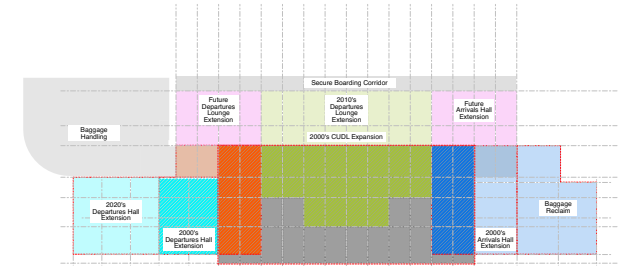 Secure Boarding Corridor
Future
Departures
Lounge
Extension
2010's
Departures
Lounge
Extension
Future
Arrivals Hall
Extension
Baggage
Handling
2000's CUDL Expansion
2020's
Departures Hall
Extension
2000's
Departures Hall
Extension
2000's
Arrivals Hall
Extension
Baggage
Reclaim